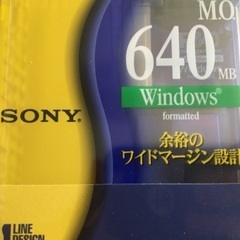 M.O.
640 MB
Windows®
formatted
SONY
余裕の
ワイドマージン設計
1 LINE
DESIGN